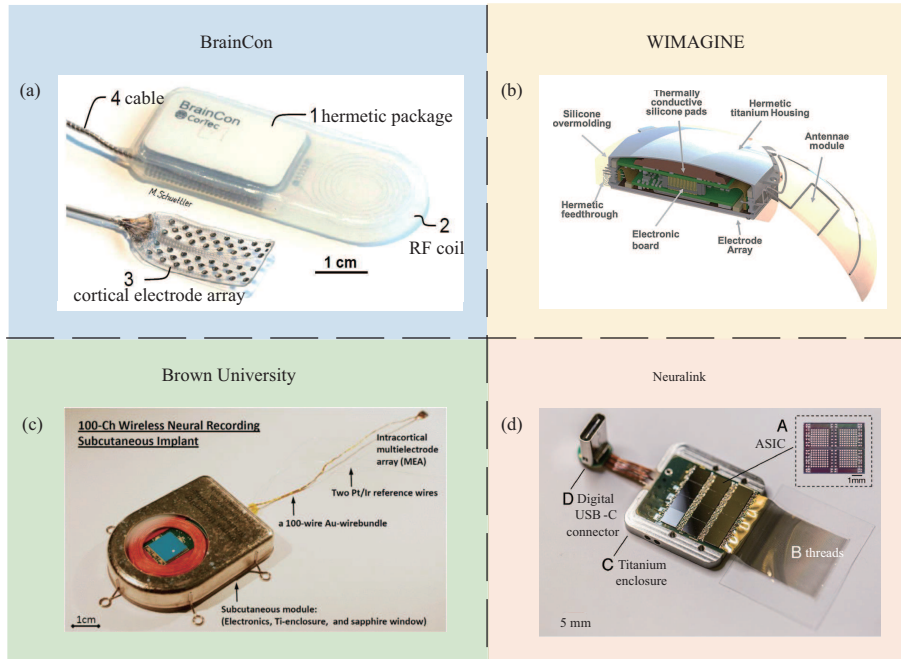 BrainCon
WIMAGINE
(a)
4 cable
BrainCon
CorTec
1 hermetic package
M. Schuettler
2
RF coil
3
cortical electrode array
1 cm
(b)
Thermally
conductive
silicone pads
Hermetic
titanium Housing
Silicone
overmolding
Antennae
module
Hermetic
feedthrough
Electronic
board
Electrode
Array
Brown University
Neuralink
(c)
100-Ch Wireless Neural Recording
Subcutaneous Implant
Intracortical
multielectrode
array (MEA)
Two Pt/Ir reference wires
a 100-wire Au-wirebundle
Subcutaneous module:
(Electronics, Ti-enclosure, and sapphire window)
1cm
(d)
A
ASIC
1mm
D Digital
USB -C
connector
C Titanium
enclosure
B threads
5 mm